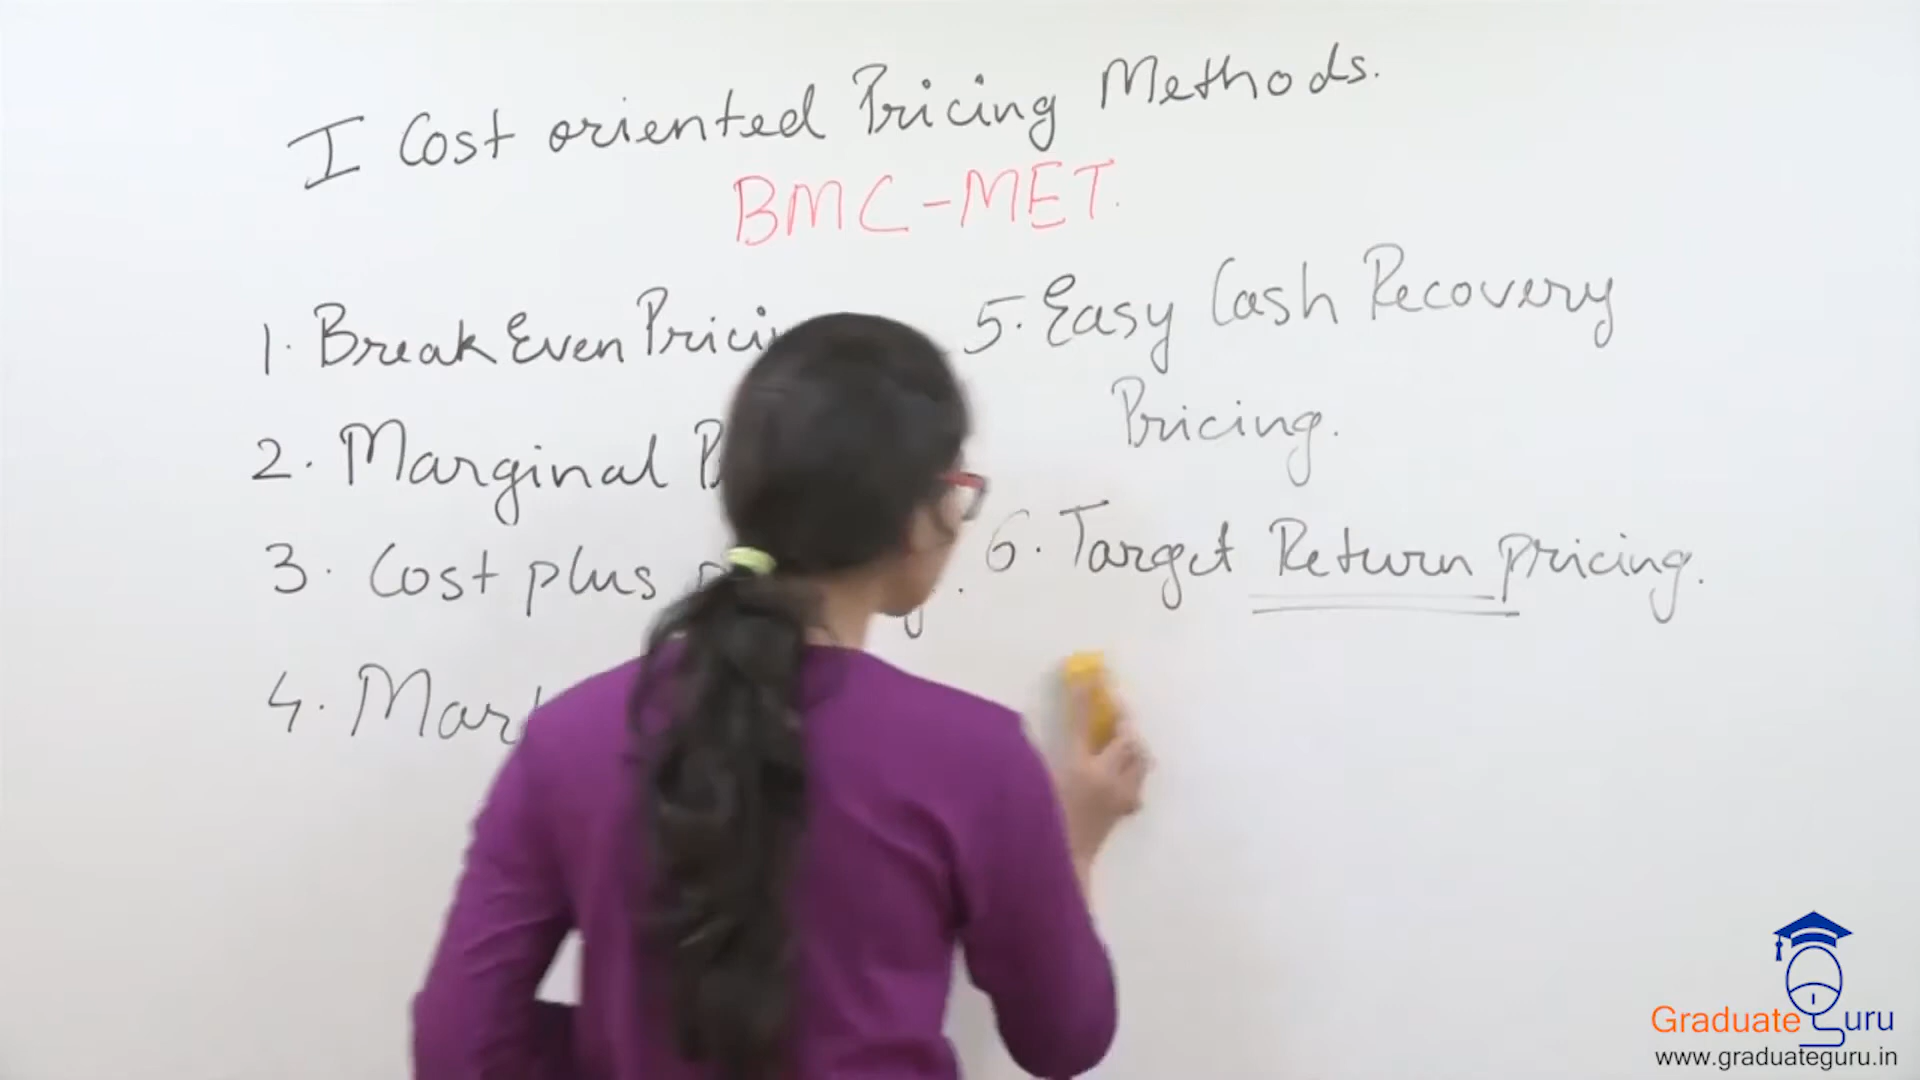 I Cost oriented Pricing Methods.
BMC-MET.
1. Break Even
2. Marginal
3. Cost plus
4.
5. Easy Cash Recovery
Pricing.
6. Target Return pricing.
GraduateGuru
www.graduateguru.in